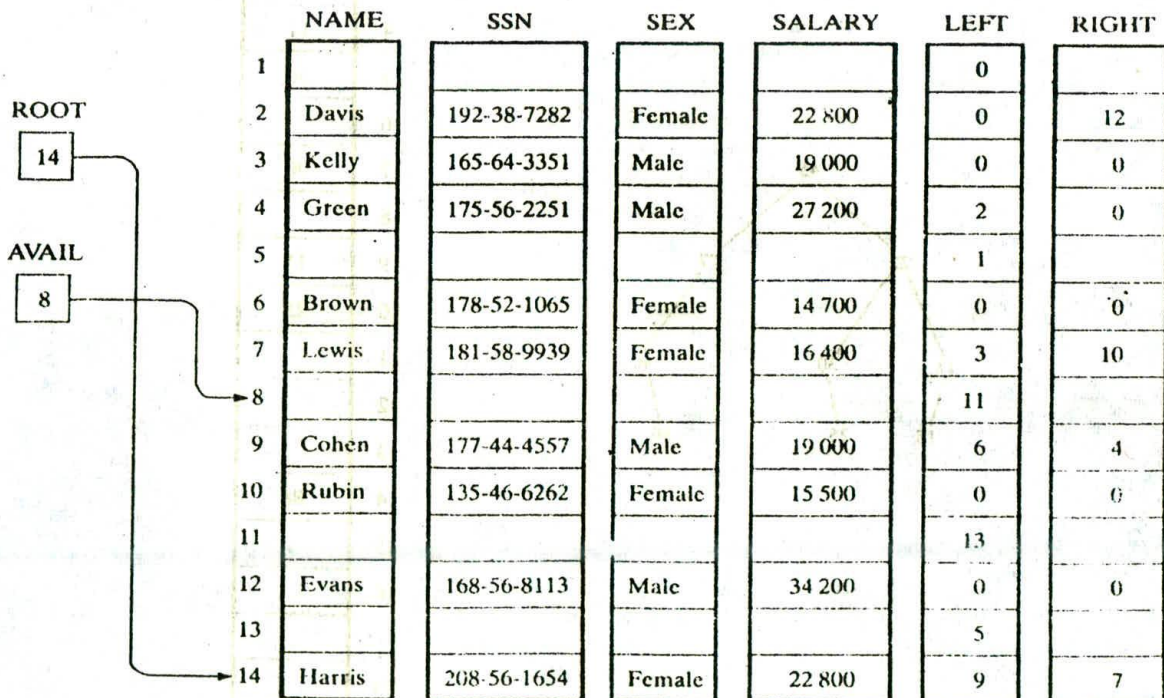 NAME SSN SEX SALARY LEFT RIGHT
1 0
ROOT
14
2 Davis 192-38-7282 Female 22 800 0 12
3 Kelly 165-64-3351 Male 19 000 0 0
4 Green 175-56-2251 Male 27 200 2 0
AVAIL
8
5 1
6 Brown 178-52-1065 Female 14 700 0 0
7 Lewis 181-58-9939 Female 16 400 3 10
8 11
9 Cohen 177-44-4557 Male 19 000 6 4
10 Rubin 135-46-6262 Female 15 500 0 0
11 13
12 Evans 168-56-8113 Male 34 200 0 0
13 5
14 Harris 208-56-1654 Female 22 800 9 7